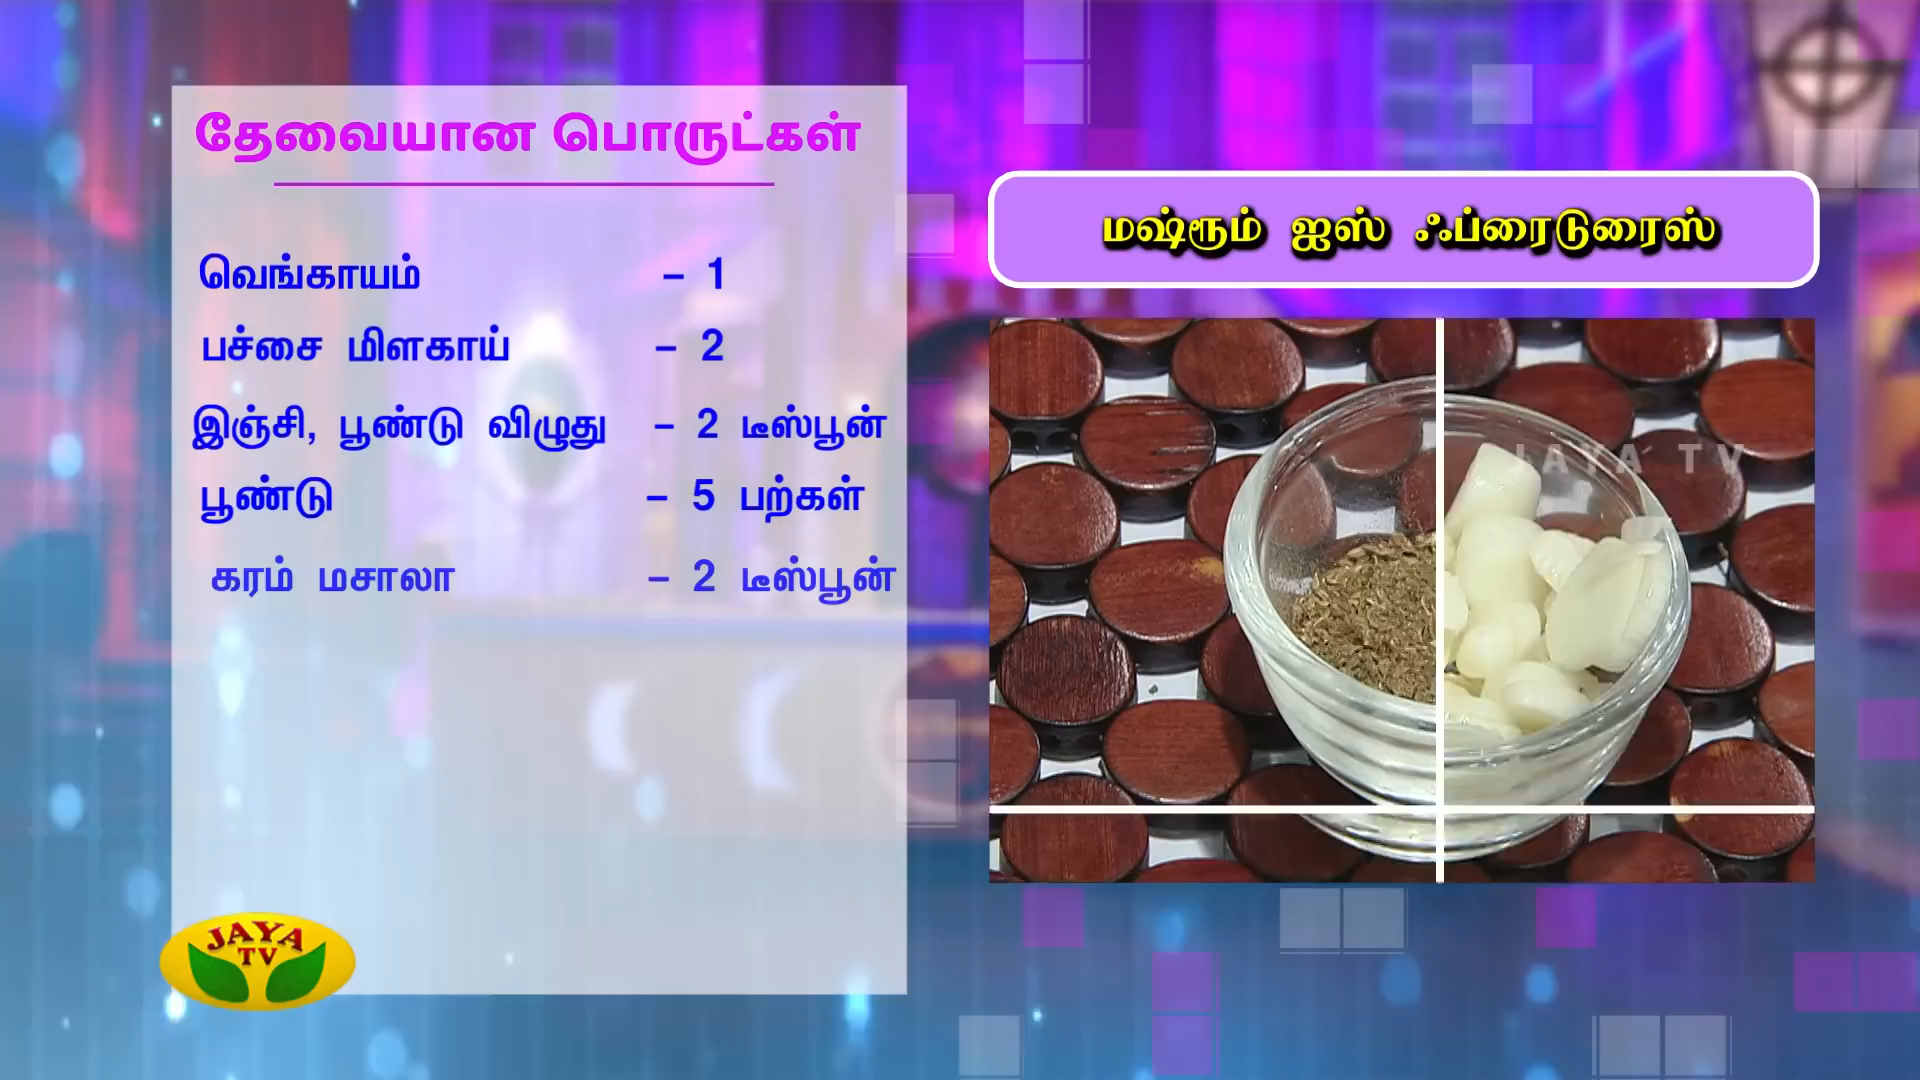 தேவையான பொருட்கள்
வெங்காயம் - 1
பச்சை மிளகாய் - 2
இஞ்சி, பூண்டு விழுது - 2 டீஸ்பூன்
பூண்டு - 5 பற்கள்
கரம் மசாலா - 2 டீஸ்பூன்
மஷ்ரூம் ஐஸ் ஃப்ரைடுரைஸ்
JAYA TV
JAYA
TV